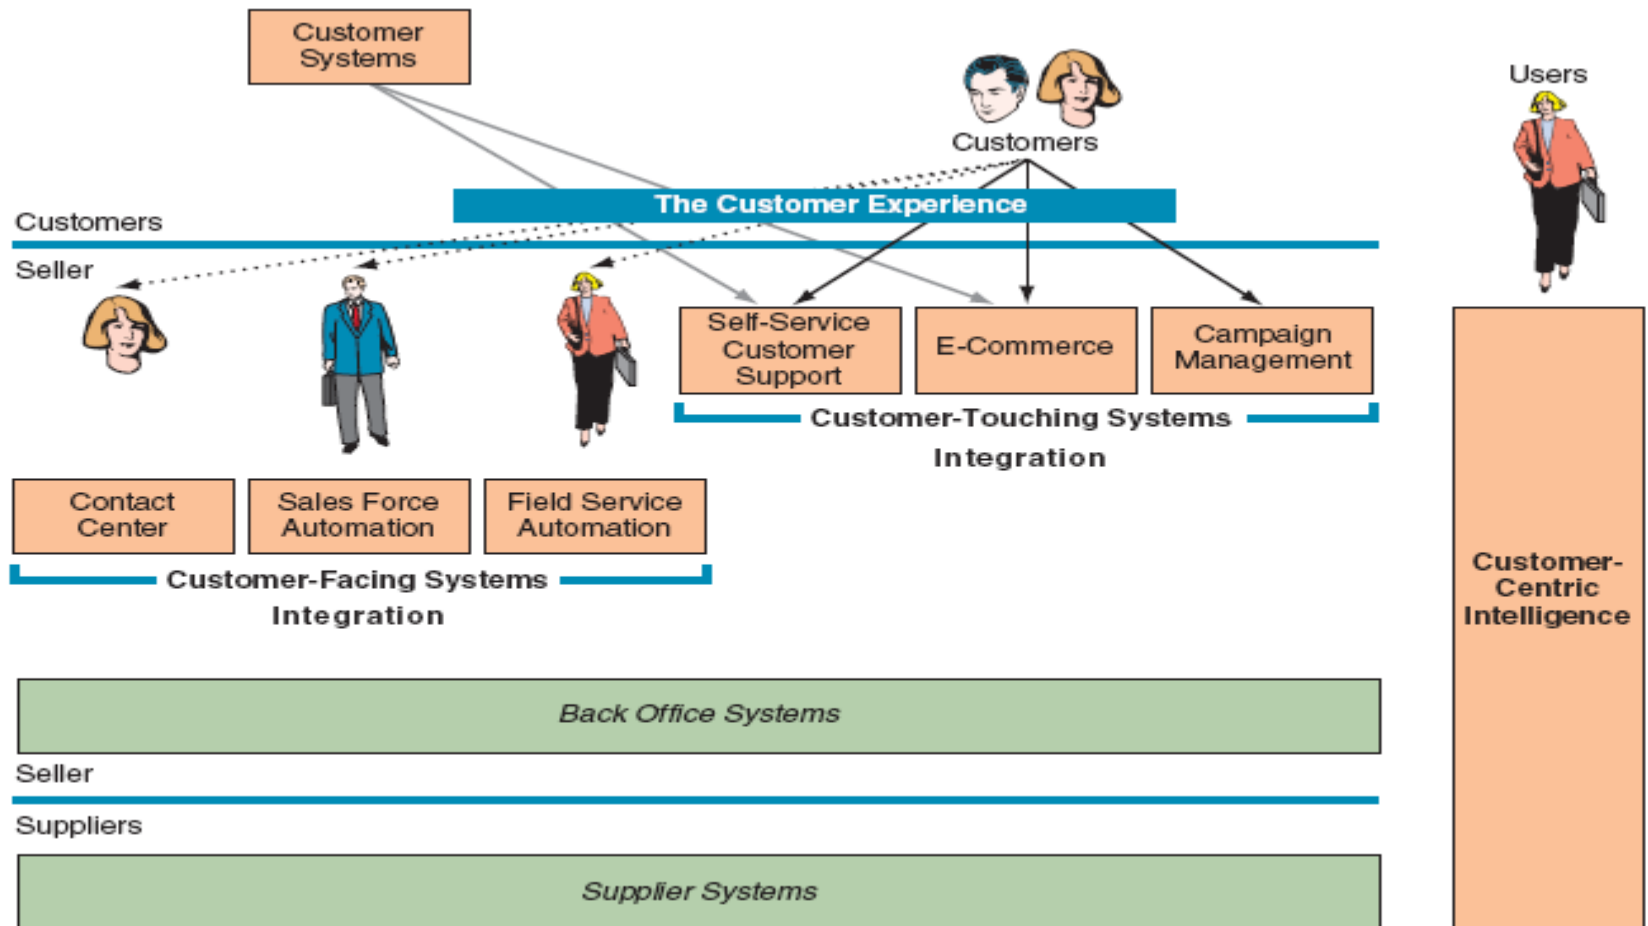 Customer
Systems
Customers
Users
The Customer Experience
Customers
Seller
Self-Service
Customer
Support
E-Commerce
Campaign
Management
Customer-Touching Systems
Integration
Contact
Center
Sales Force
Automation
Field Service
Automation
Customer-Facing Systems
Integration
Customer-
Centric
Intelligence
Back Office Systems
Seller
Suppliers
Supplier Systems